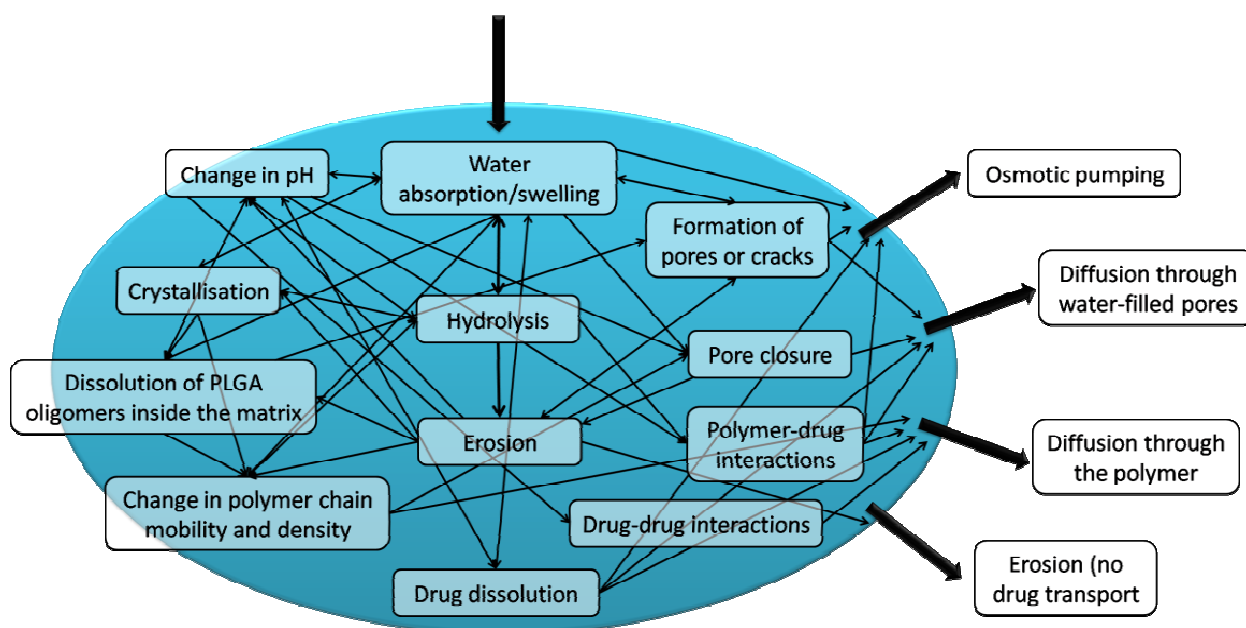 Change in pH
Water
absorption/swelling
Osmotic pumping
Formation of
pores or cracks
Crystallisation
Diffusion through
water-filled pores
Hydrolysis
Pore closure
Dissolution of PLGA
oligomers inside the matrix
Erosion
Polymer-drug
interactions
Diffusion through
the polymer
Change in polymer chain
mobility and density
Drug-drug interactions
Drug dissolution
Erosion (no
drug transport